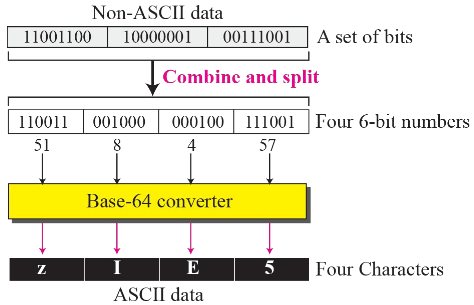 Non-ASCII data
11001100 10000001 00111001 A set of bits
Combine and split
110011 001000 000100 111001 Four 6-bit numbers
51 8 4 57
Base-64 converter
z I E 5 Four Characters
ASCII data